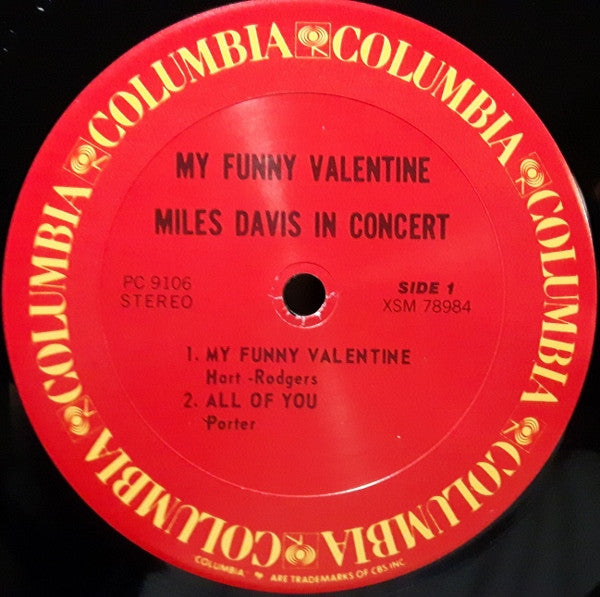 COLUMBIA COLUMBIA COLUMBIA COLUMBIA COLUMBIA COLUMBIA
MY FUNNY VALENTINE
MILES DAVIS IN CONCERT
PC 9106
STEREO
SIDE 1
XSM 78984
1. MY FUNNY VALENTINE
Hart -Rodgers
2. ALL OF YOU
Porter
COLUMBIA ARE TRADEMARKS OF CBS INC